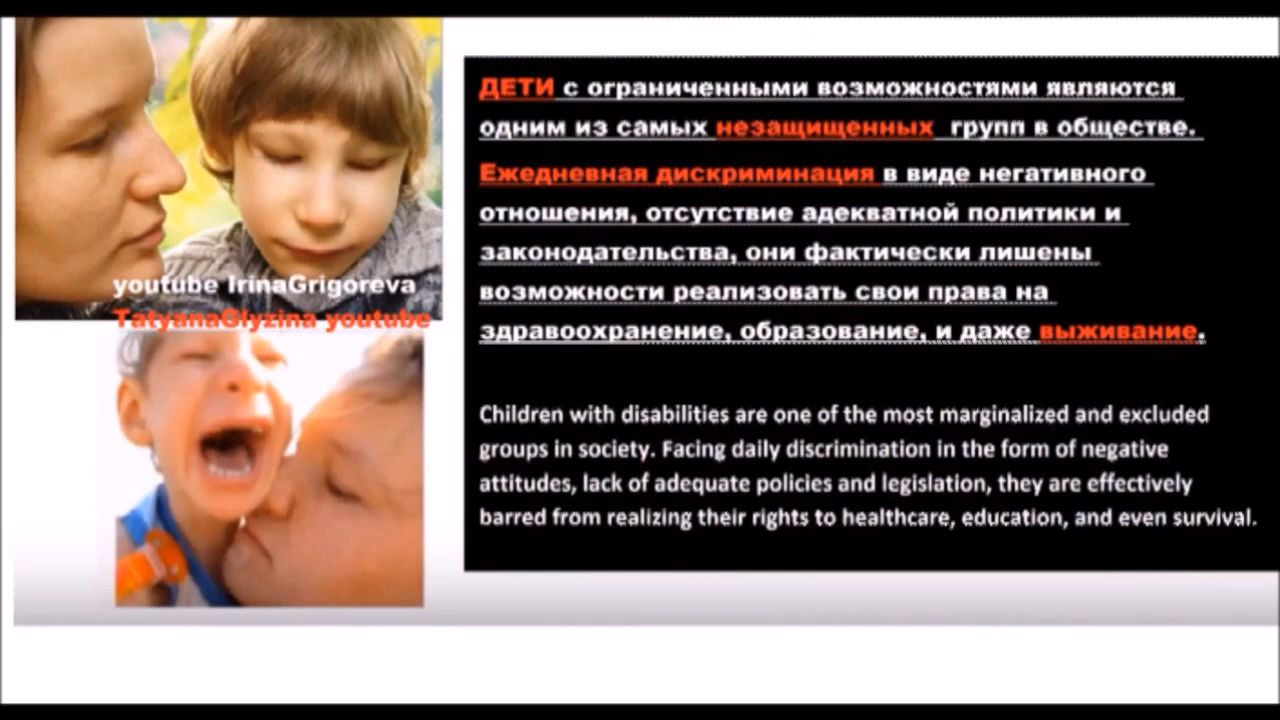 youtube IrinaGrigoreva
TatyanaGlyzina youtube
ДЕТИ с ограниченными возможностями являются
одним из самых незащищенных групп в обществе.
Ежедневная дискриминация в виде негативного
отношения, отсутствие адекватной политики и
законодательства, они фактически лишены
возможности реализовать свои права на
здравоохранение, образование, и даже выживание.
Children with disabilities are one of the most marginalized and excluded
groups in society. Facing daily discrimination in the form of negative
attitudes, lack of adequate policies and legislation, they are effectively
barred from realizing their rights to healthcare, education, and even survival.